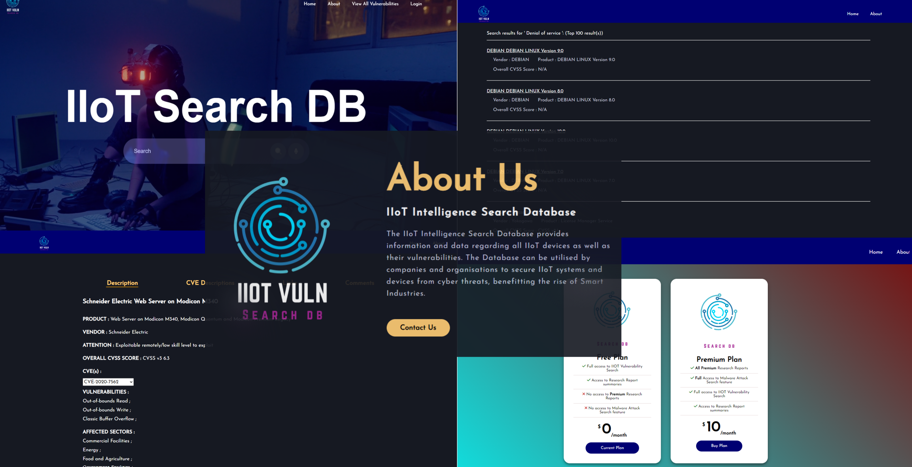 Home About View All Vulnerabilities Login
IIOT VULN
IIoT Search DB
Search
IIOT VULN
Home About
Search results for ' Denial of service ': (Top 100 result(s))
DEBIAN DEBIAN LINUX Version 9.0
Vendor : DEBIAN Product : DEBIAN LINUX Version 9.0
Overall CVSS Score : N/A
DEBIAN DEBIAN LINUX Version 8.0
Vendor : DEBIAN Product : DEBIAN LINUX Version 8.0
Overall CVSS Score : N/A
IIOT VULN
SEARCH DB
About Us
IIoT Intelligence Search Database
The IIoT Intelligence Search Database provides
information and data regarding all IIoT devices as well as
their vulnerabilities. The Database can be utilised by
companies and organisations to secure IIoT systems and
devices from cyber threats, benefitting the rise of Smart
Industries.
Contact Us
IIOT VULN
Description CVE D
Schneider Electric Web Server on Modicon M340
PRODUCT : Web Server on Modicon M340, Modicon
VENDOR : Schneider Electric
ATTENTION : Exploitable remotely/low skill level to
OVERALL CVSS SCORE : CVSS v3 6.3
CVE(s) :
CVE-2020-7562
VULNERABILITIES :
Out-of-bounds Read ;
Out-of-bounds Write ;
Classic Buffer Overflow ;
AFFECTED SECTORS :
Commercial Facilities ;
Energy ;
Food and Agriculture ;
Home Abou
SEARCH DB
Free Plan
✓ Full access to IIOT Vulnerability
Search
✓ Access to Research Report
summaries
✕ No access to Premium Research
Reports
✕ No access to Malware Attack
Search feature
$0
/month
Current Plan
SEARCH DB
Premium Plan
✓ All Premium Research Reports
✓ Full Access to Malware Attack
Search feature
✓ Full access to IIOT Vulnerability
Search
✓ Access to Research Report
summaries
$10
/month
Buy Plan